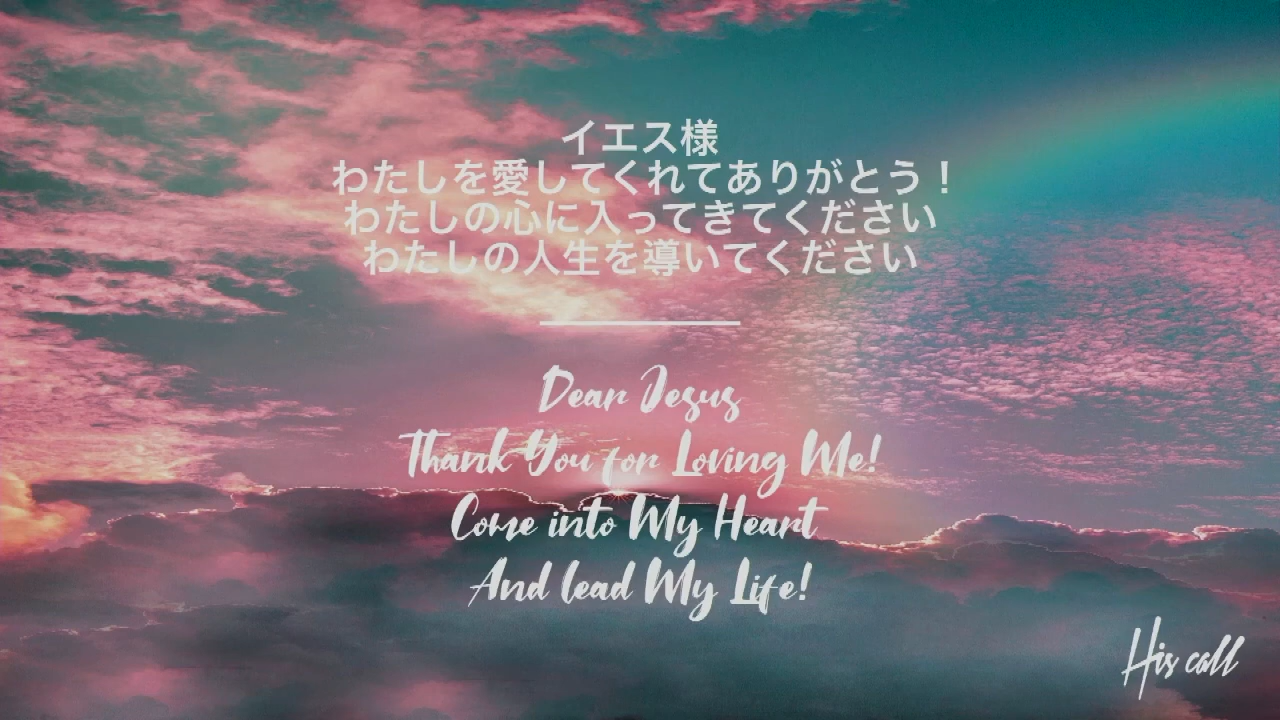 イエス様
わたしを愛してくれてありがとう！
わたしの心に入ってきてください
わたしの人生を導いてください
Dear Jesus
Thank You for Loving Me!
Come into My Heart
And lead My Life!
His call